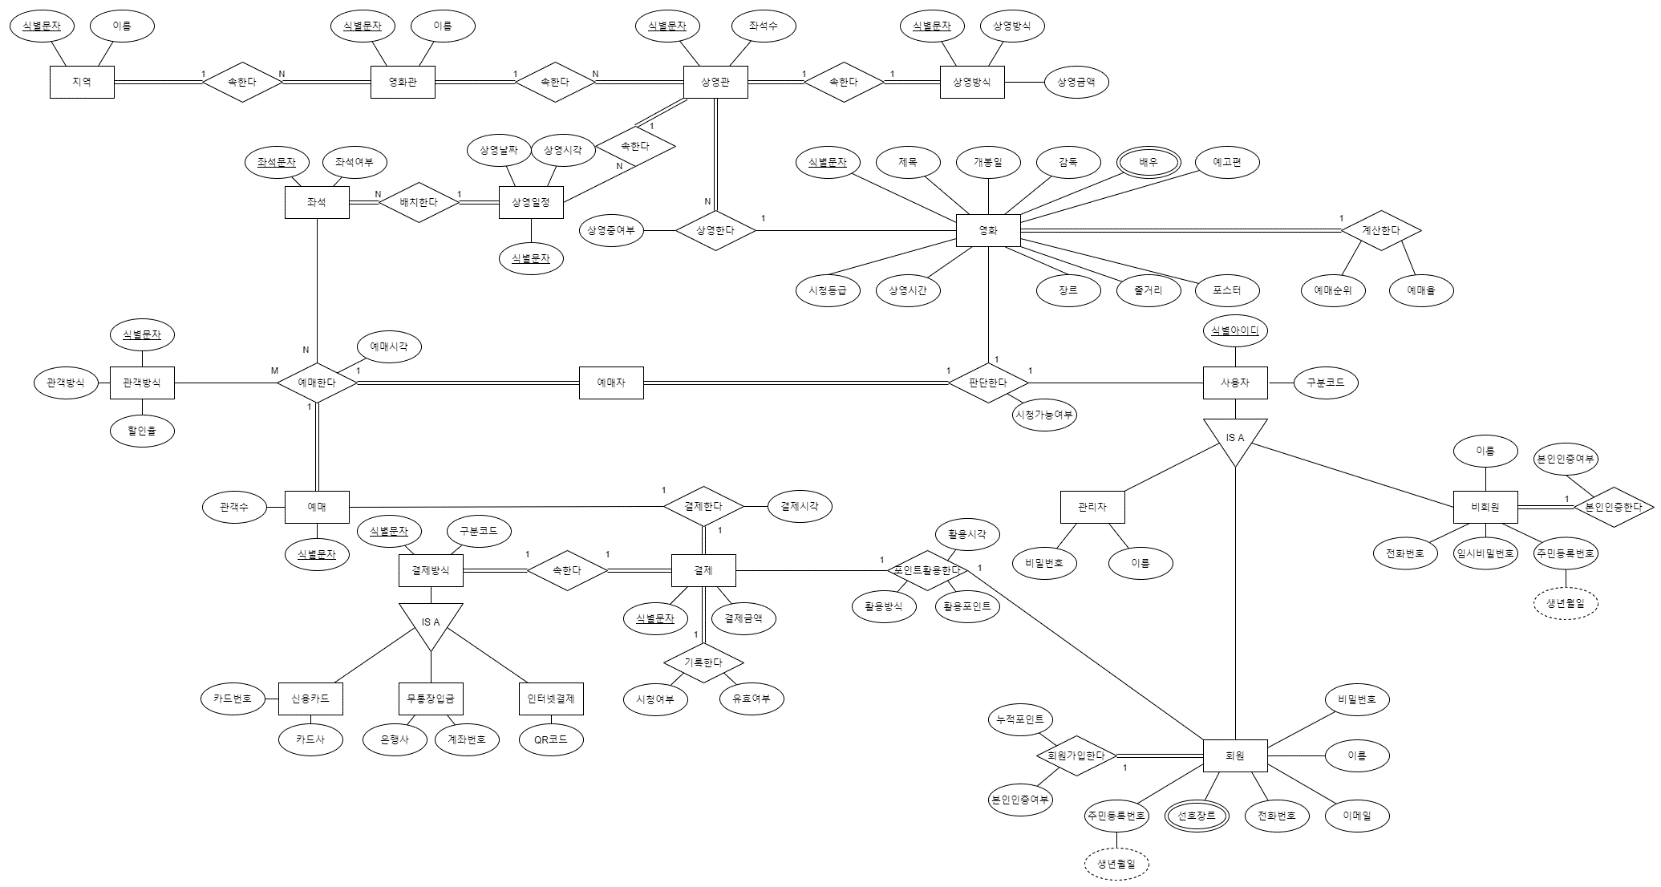 식별문자
이름
식별문자
이름
식별문자
좌석수
식별문자
상영방식
지역
1
속한다
N
영화관
1
속한다
N
상영관
1
속한다
1
상영방식
상영금액
좌석문자
좌석여부
상영날짜
상영시각
1
속한다
N
식별문자
제목
개봉일
감독
배우
예고편
좌석
N
배치한다
1
상영일정
식별문자
상영중여부
N
상영한다
1
영화
1
계산한다
시청등급
상영시간
장르
줄거리
포스터
예매순위
예매율
식별문자
관객방식
관객방식
할인율
M
N
예매한다
1
1
예매시각
예매자
1
판단한다
1
1
시청가능여부
식별아이디
사용자
구분코드
IS A
관리자
비밀번호
이름
이름
본인인증여부
비회원
1
본인인증한다
전화번호
임시비밀번호
주민등록번호
생년월일
관객수
예매
식별문자
1
결제한다
1
결제시각
식별문자
구분코드
결제방식
1
속한다
1
결제
식별문자
결제금액
1
포인트활용한다
1
활용시각
활용방식
활용포인트
IS A
1
기록한다
시청여부
유효여부
카드번호
신용카드
카드사
무통장입금
은행사
계좌번호
인터넷결제
QR코드
누적포인트
회원가입한다
1
본인인증여부
회원
비밀번호
이름
주민등록번호
선호장르
전화번호
이메일
생년월일